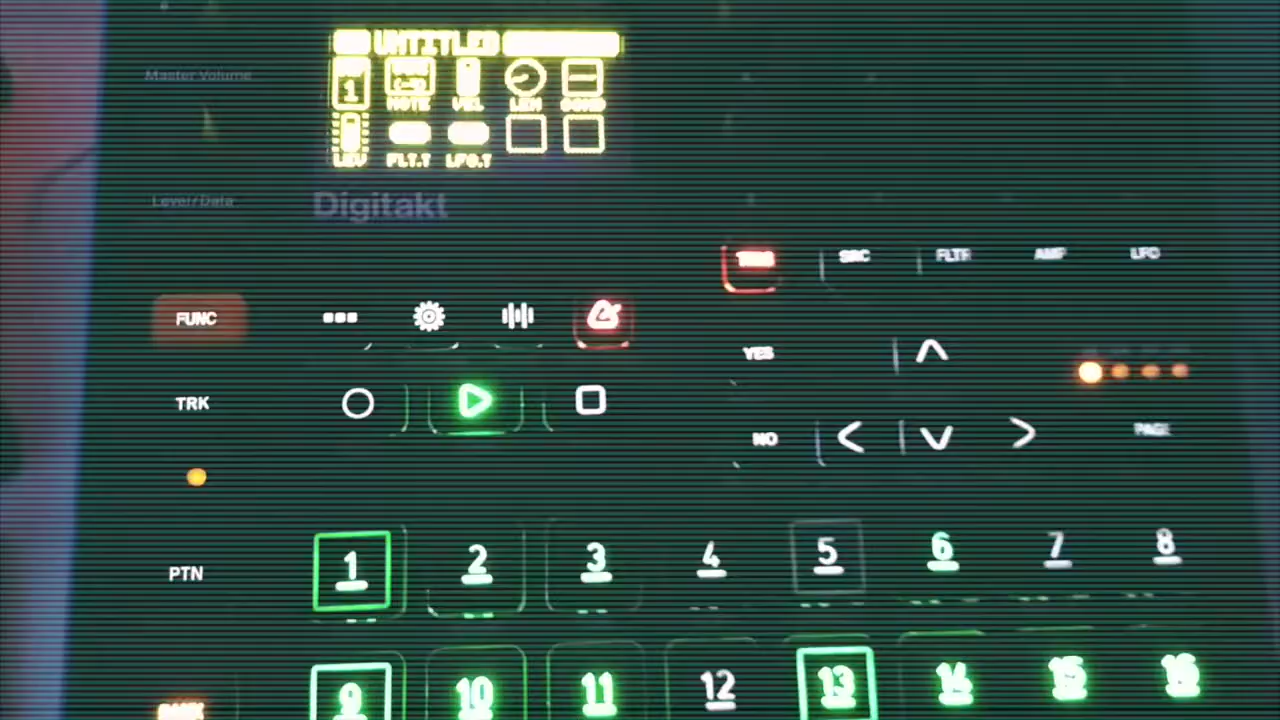 Master Volume
UNTITLED
1
NOTE VEL LEN COND
LEV FLT.T LFO.T
Level/Data
Digitakt
TRIG SRC FLTR AMP LFO
FUNC
YES
TRK
NO
PAGE
PTN
1 2 3 4 5 6 7 8
BANK
9 10 11 12 13 14 15 16